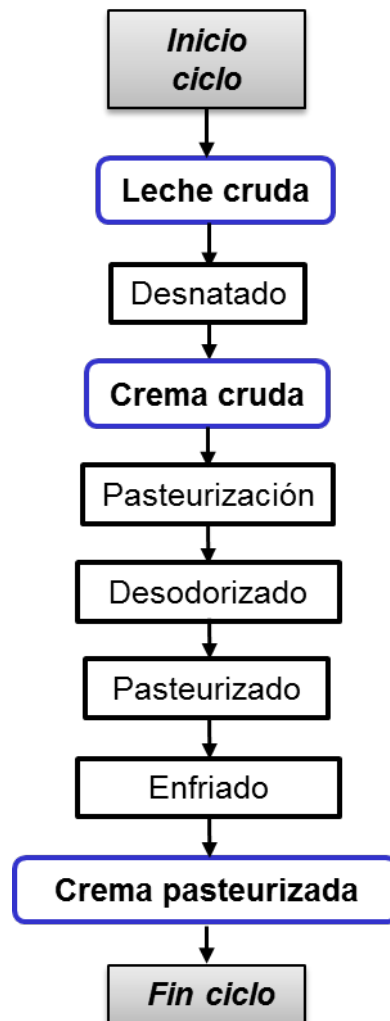 Inicio
ciclo
Leche cruda
Desnatado
Crema cruda
Pasteurización
Desodorizado
Pasteurizado
Enfriado
Crema pasteurizada
Fin ciclo